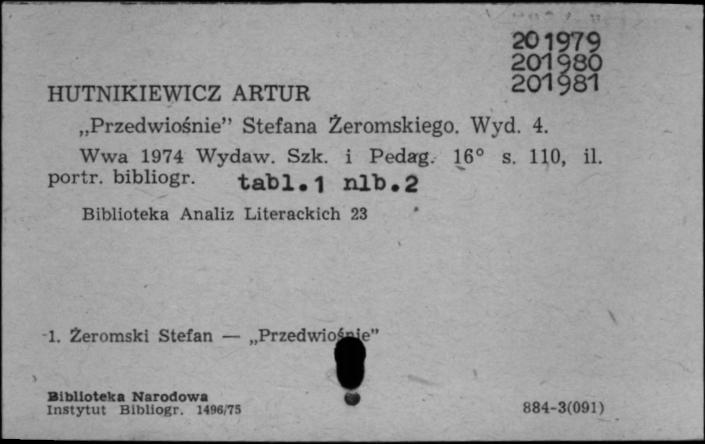 201979
201980
201981
HUTNIKIEWICZ ARTUR
„Przedwiośnie” Stefana Żeromskiego. Wyd. 4.
Wwa 1974 Wydaw. Szk. i Pedag. 16° s. 110, il.
portr. bibliogr. tabl.1 nlb.2
Biblioteka Analiz Literackich 23
1. Żeromski Stefan — „Przedwiośnie”
Biblioteka Narodowa
Instytut Bibliogr. 1496/75
884-3(091)